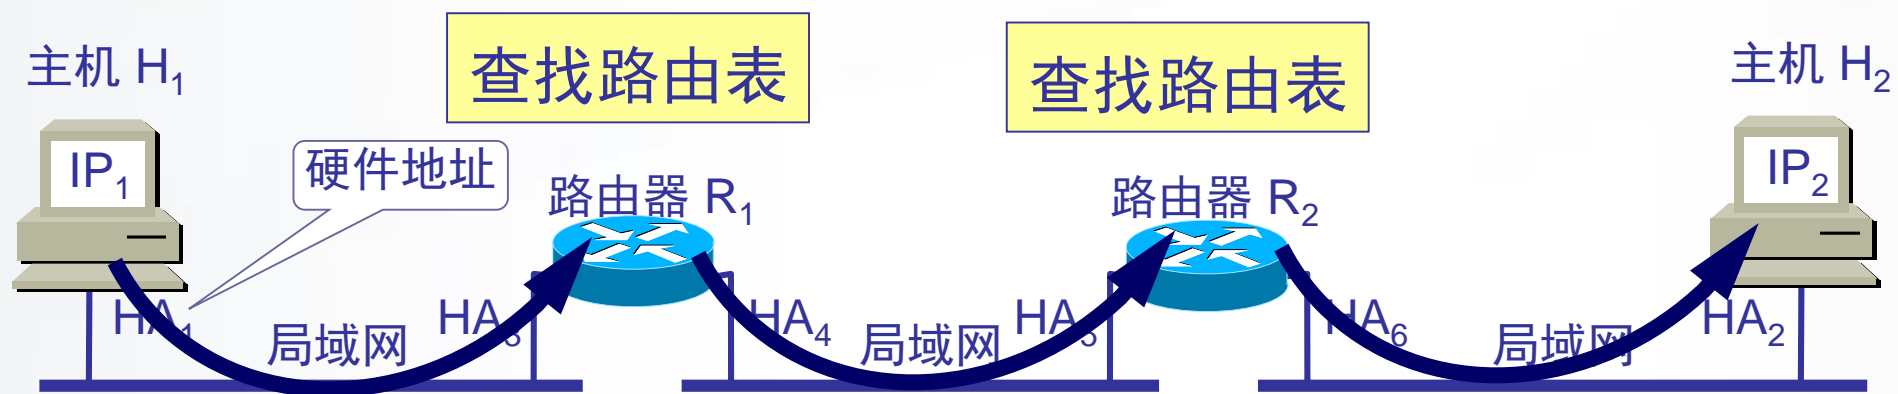 主机 H₁
查找路由表
查找路由表
主机 H₂
IP₁
硬件地址
路由器 R₁
路由器 R₂
IP₂
HA₁
局域网
HA₃
HA₄
局域网
HA₅
HA₆
局域网
HA₂